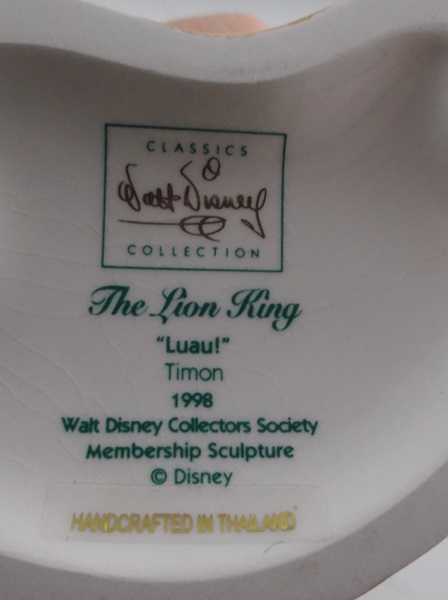 CLASSICS
Walt Disney
COLLECTION
The Lion King
"Luau!"
Timon
1998
Walt Disney Collectors Society
Membership Sculpture
© Disney
HANDCRAFTED IN THAILAND